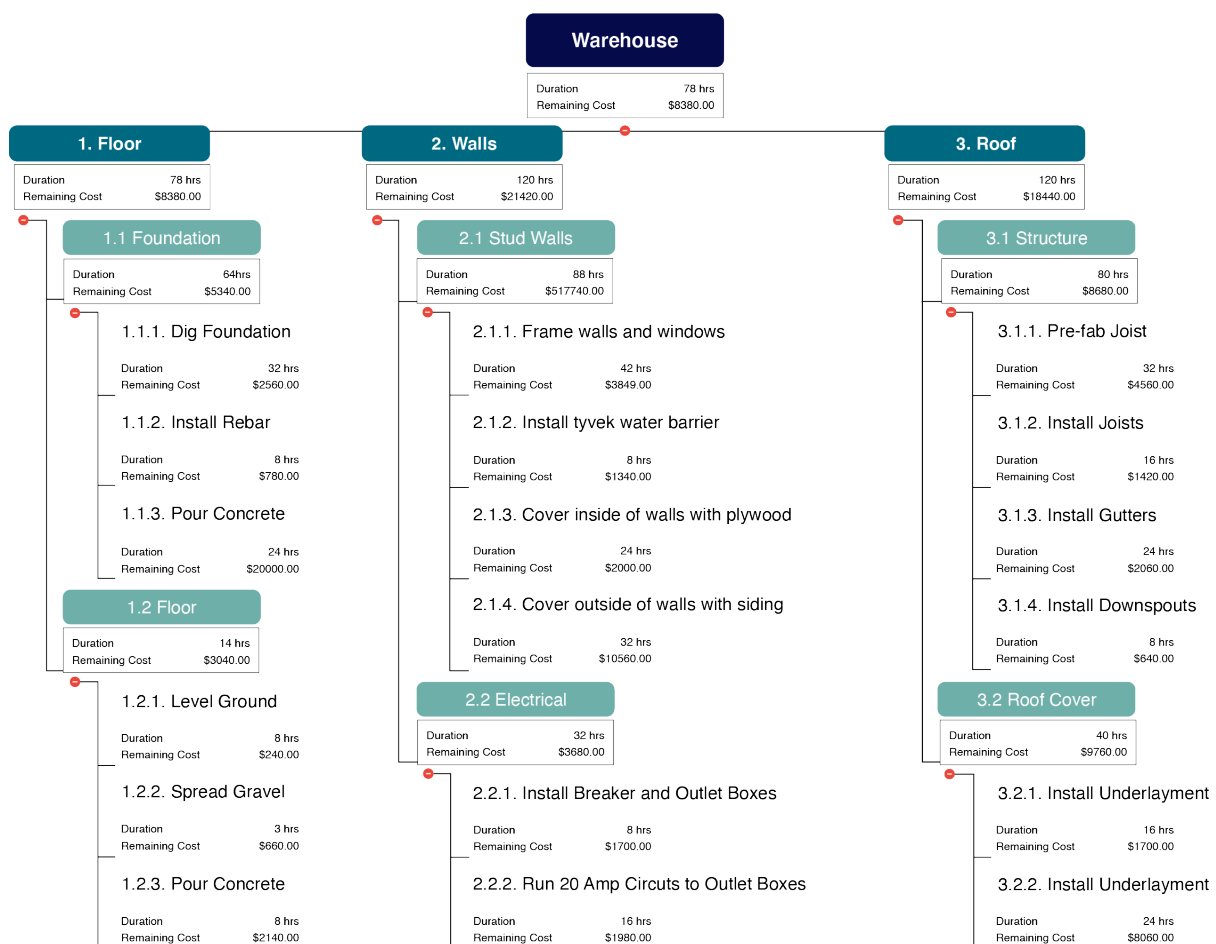 Warehouse
Duration 78 hrs
Remaining Cost $8380.00
1. Floor
Duration 78 hrs
Remaining Cost $8380.00
1.1 Foundation
Duration 64hrs
Remaining Cost $5340.00
1.1.1. Dig Foundation
Duration 32 hrs
Remaining Cost $2560.00
1.1.2. Install Rebar
Duration 8 hrs
Remaining Cost $780.00
1.1.3. Pour Concrete
Duration 24 hrs
Remaining Cost $20000.00
1.2 Floor
Duration 14 hrs
Remaining Cost $3040.00
1.2.1. Level Ground
Duration 8 hrs
Remaining Cost $240.00
1.2.2. Spread Gravel
Duration 3 hrs
Remaining Cost $660.00
1.2.3. Pour Concrete
Duration 8 hrs
Remaining Cost $2140.00
2. Walls
Duration 120 hrs
Remaining Cost $21420.00
2.1 Stud Walls
Duration 88 hrs
Remaining Cost $517740.00
2.1.1. Frame walls and windows
Duration 42 hrs
Remaining Cost $3849.00
2.1.2. Install tyvek water barrier
Duration 8 hrs
Remaining Cost $1340.00
2.1.3. Cover inside of walls with plywood
Duration 24 hrs
Remaining Cost $2000.00
2.1.4. Cover outside of walls with siding
Duration 32 hrs
Remaining Cost $10560.00
2.2 Electrical
Duration 32 hrs
Remaining Cost $3680.00
2.2.1. Install Breaker and Outlet Boxes
Duration 8 hrs
Remaining Cost $1700.00
2.2.2. Run 20 Amp Circuts to Outlet Boxes
Duration 16 hrs
Remaining Cost $1980.00
3. Roof
Duration 120 hrs
Remaining Cost $18440.00
3.1 Structure
Duration 80 hrs
Remaining Cost $8680.00
3.1.1. Pre-fab Joist
Duration 32 hrs
Remaining Cost $4560.00
3.1.2. Install Joists
Duration 16 hrs
Remaining Cost $1420.00
3.1.3. Install Gutters
Duration 24 hrs
Remaining Cost $2060.00
3.1.4. Install Downspouts
Duration 8 hrs
Remaining Cost $640.00
3.2 Roof Cover
Duration 40 hrs
Remaining Cost $9760.00
3.2.1. Install Underlayment
Duration 16 hrs
Remaining Cost $1700.00
3.2.2. Install Underlayment
Duration 24 hrs
Remaining Cost $8060.00